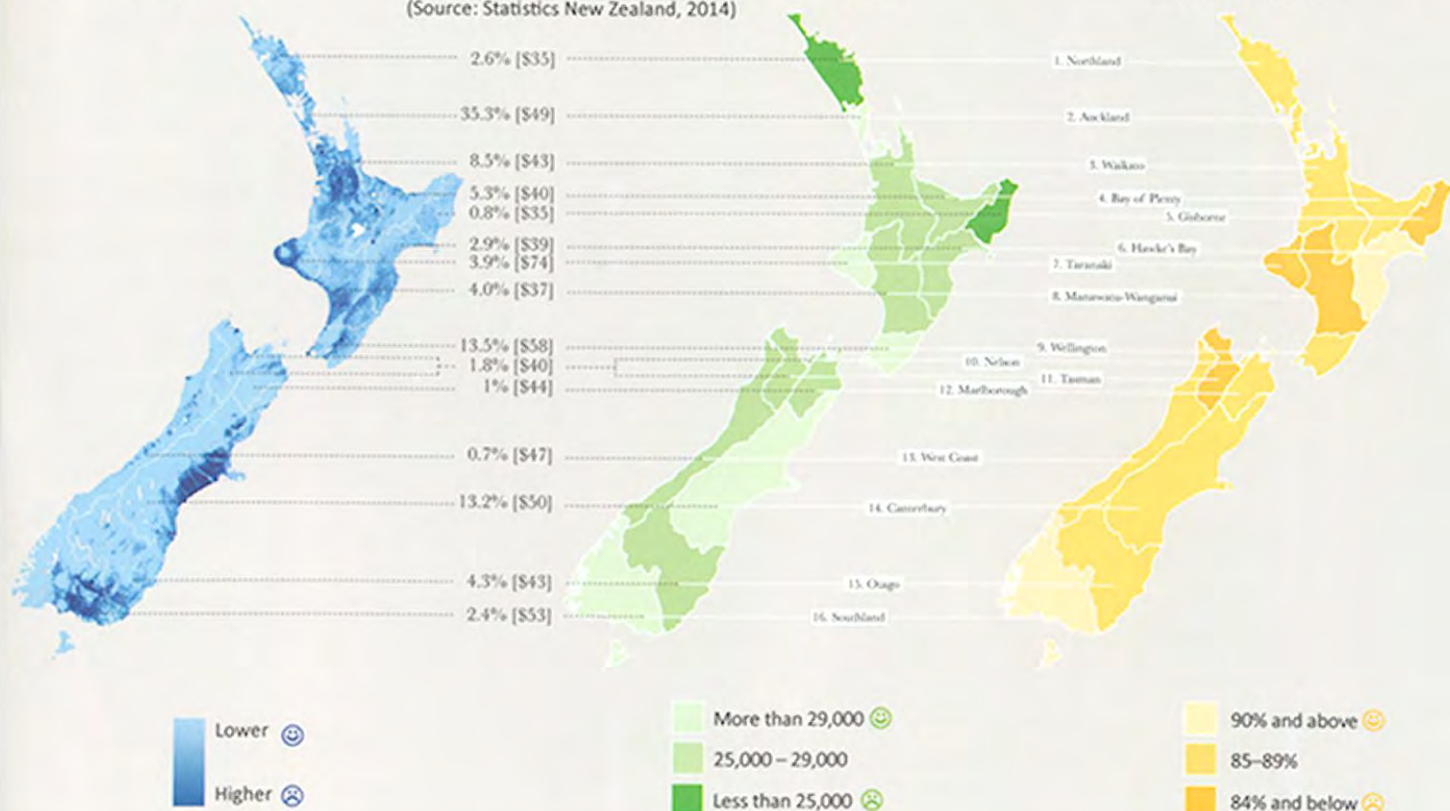 (Source: Statistics New Zealand, 2014)
2.6% [$35]
1. Northland
35.3% [$49]
2. Auckland
8.5% [$43]
3. Waikato
5.3% [$40]
4. Bay of Plenty
0.8% [$35]
5. Gisborne
2.9% [$39]
6. Hawke's Bay
3.9% [$74]
7. Taranaki
4.0% [$37]
8. Manawatu-Wanganui
13.5% [$58]
9. Wellington
1.8% [$40]
10. Nelson
11. Tasman
1% [$44]
12. Marlborough
0.7% [$47]
13. West Coast
13.2% [$50]
14. Canterbury
4.3% [$43]
15. Otago
2.4% [$53]
16. Southland
Lower
Higher
More than 29,000
25,000 – 29,000
Less than 25,000
90% and above
85–89%
84% and below